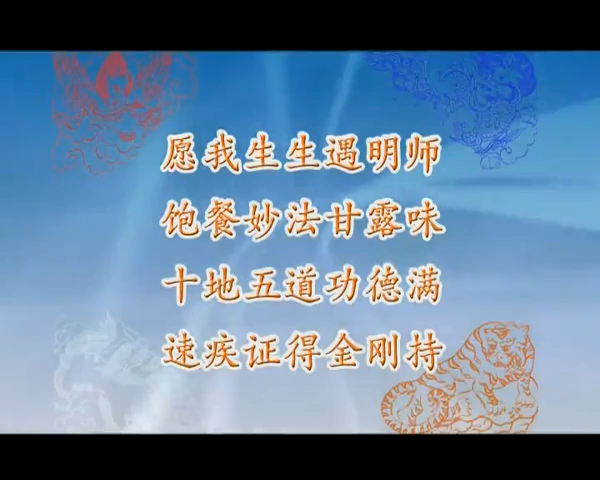 愿我生生遇明师
饱餐妙法甘露味
十地五道功德满
速疾证得金刚持